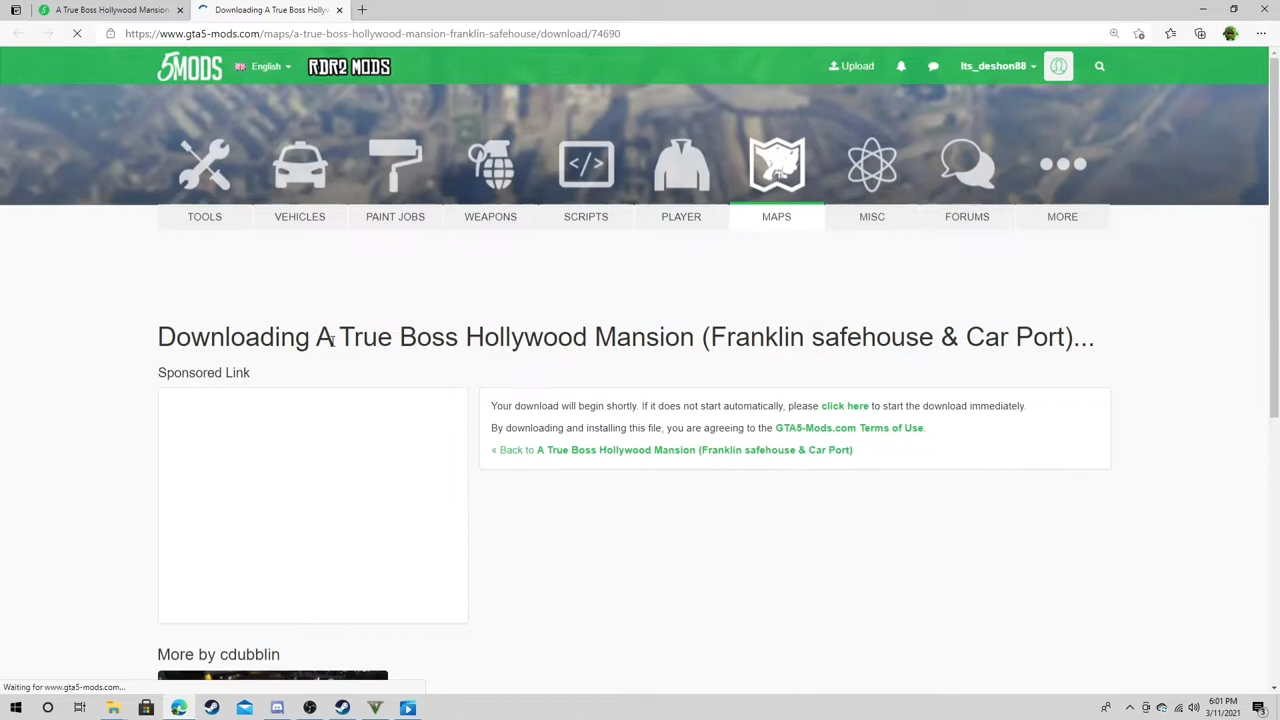 A True Boss Hollywood Mansion
Downloading A True Boss Hollyw
https://www.gta5-mods.com/maps/a-true-boss-hollywood-mansion-franklin-safehouse/download/74690
5MODS
English
RDR2 MODS
Upload
Its_deshon88
TOOLS
VEHICLES
PAINT JOBS
WEAPONS
SCRIPTS
PLAYER
MAPS
MISC
FORUMS
MORE
Downloading A True Boss Hollywood Mansion (Franklin safehouse & Car Port)...
Sponsored Link
Your download will begin shortly. If it does not start automatically, please click here to start the download immediately.
By downloading and installing this file, you are agreeing to the GTA5-Mods.com Terms of Use.
« Back to A True Boss Hollywood Mansion (Franklin safehouse & Car Port)
More by cdubblin
Waiting for www.gta5-mods.com...
6:01 PM
3/11/2021